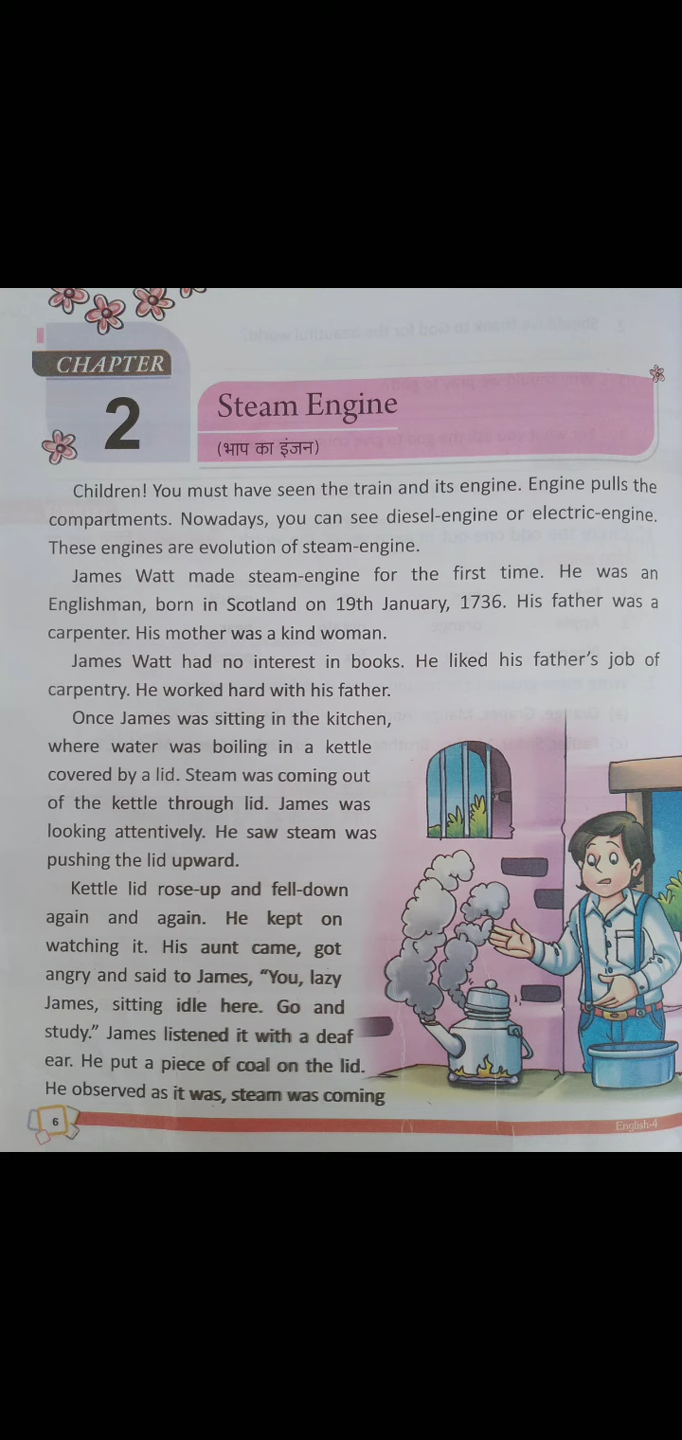 CHAPTER
2
Steam Engine
(भाप का इंजन)
Children! You must have seen the train and its engine. Engine pulls the
compartments. Nowadays, you can see diesel-engine or electric-engine.
These engines are evolution of steam-engine.
James Watt made steam-engine for the first time. He was an
Englishman, born in Scotland on 19th January, 1736. His father was a
carpenter. His mother was a kind woman.
James Watt had no interest in books. He liked his father's job of
carpentry. He worked hard with his father.
Once James was sitting in the kitchen,
where water was boiling in a kettle
covered by a lid. Steam was coming out
of the kettle through lid. James was
looking attentively. He saw steam was
pushing the lid upward.
Kettle lid rose-up and fell-down
again and again. He kept on
watching it. His aunt came, got
angry and said to James, "You, lazy
James, sitting idle here. Go and
study." James listened it with a deaf
ear. He put a piece of coal on the lid.
He observed as it was, steam was coming
6
English-4